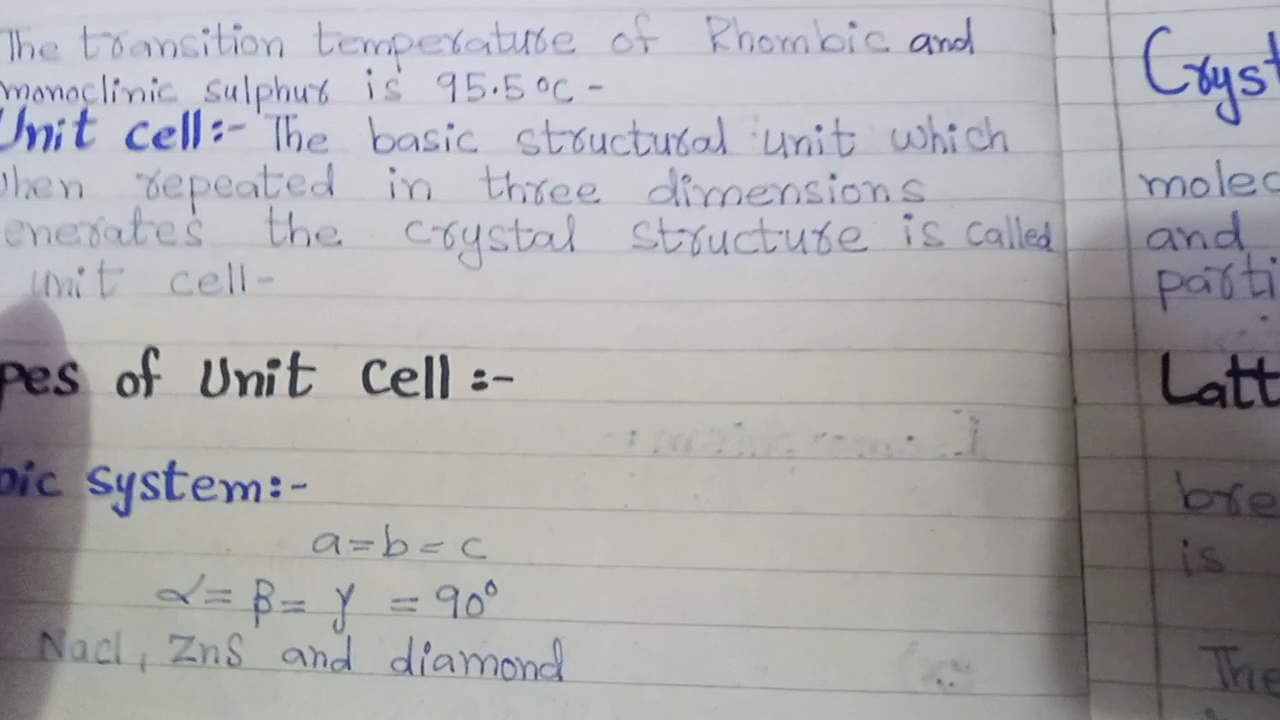 The transition temperature of Rhombic and
monoclinic sulphur is 95.5°C -
Unit cell:- The basic structural unit which
when repeated in three dimensions
enerates the crystal structure is called
unit cell-
pes of Unit Cell :-
bic system:-
a=b=c
α= β= γ = 90°
Nacl, ZnS and diamond
Cryst
molec
and
parti
Latt
bre
is
The